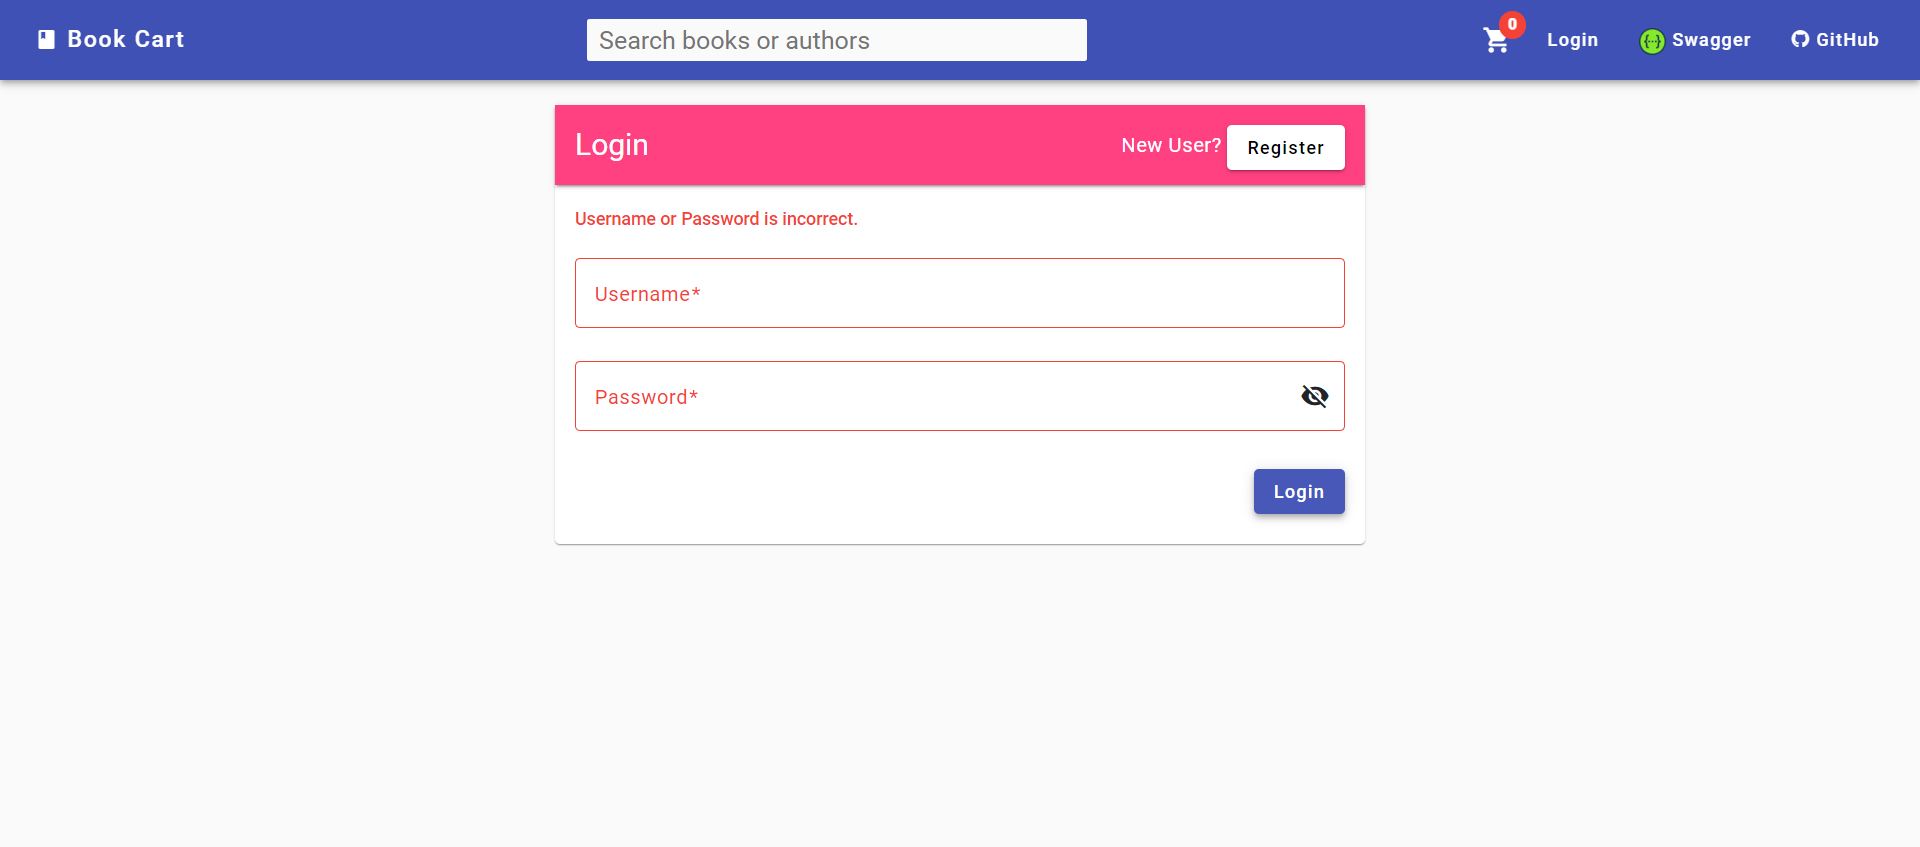 Book Cart
Search books or authors
0
Login
{···} Swagger
GitHub
Login
New User? Register
Username or Password is incorrect.
Username*
Password*
Login